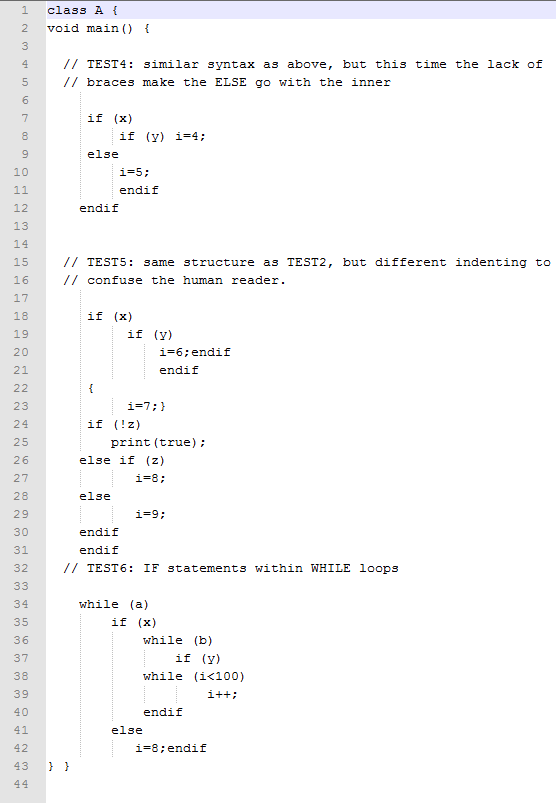 1 class A {
2 void main() {
3
4 // TEST4: similar syntax as above, but this time the lack of
5 // braces make the ELSE go with the inner
6
7 if (x)
8 if (y) i=4;
9 else
10 i=5;
11 endif
12 endif
13
14
15 // TEST5: same structure as TEST2, but different indenting to
16 // confuse the human reader.
17
18 if (x)
19 if (y)
20 i=6;endif
21 endif
22 {
23 i=7;}
24 if (!z)
25 print(true);
26 else if (z)
27 i=8;
28 else
29 i=9;
30 endif
31 endif
32 // TEST6: IF statements within WHILE loops
33
34 while (a)
35 if (x)
36 while (b)
37 if (y)
38 while (i<100)
39 i++;
40 endif
41 else
42 i=8;endif
43 } }
44